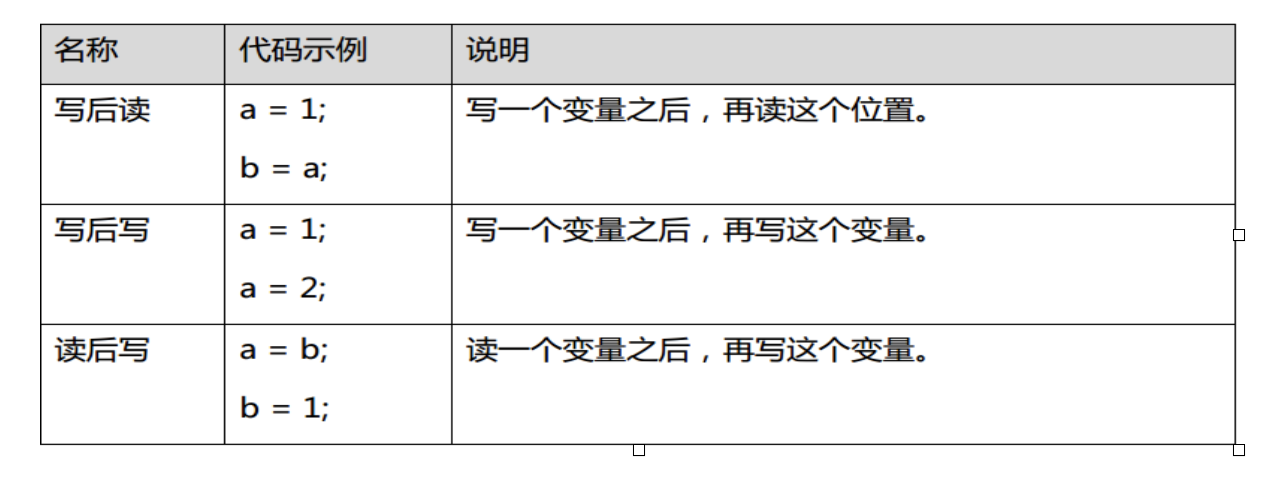 名称 代码示例 说明
写后读 a = 1; 写一个变量之后，再读这个位置。
b = a;
写后写 a = 1; 写一个变量之后，再写这个变量。
a = 2;
读后写 a = b; 读一个变量之后，再写这个变量。
b = 1;